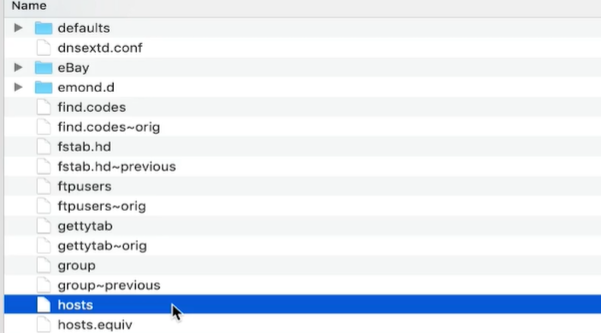 Name
defaults
dnsextd.conf
eBay
emond.d
find.codes
find.codes~orig
fstab.hd
fstab.hd~previous
ftpusers
ftpusers~orig
gettytab
gettytab~orig
group
group~previous
hosts
hosts.equiv